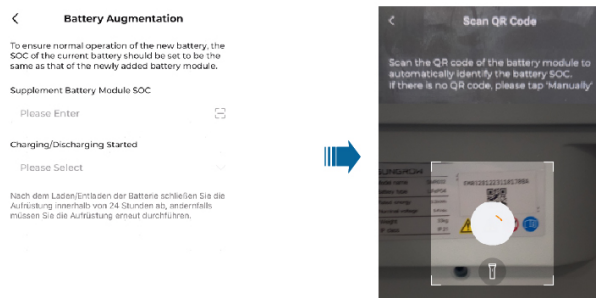 Battery Augmentation
To ensure normal operation of the new battery, the
SOC of the current battery should be set to be the
same as that of the newly added battery module.
Supplement Battery Module SOC
Please Enter
Charging/Discharging Started
Please Select
Nach dem Laden/Entladen der Batterie schließen Sie die
Aufrüstung innerhalb von 24 Stunden ab, andernfalls
müssen Sie die Aufrüstung erneut durchführen.
Scan QR Code
Scan the QR code of the battery module to
automatically identify the battery SOC.
If there is no QR code, please tap 'Manually'